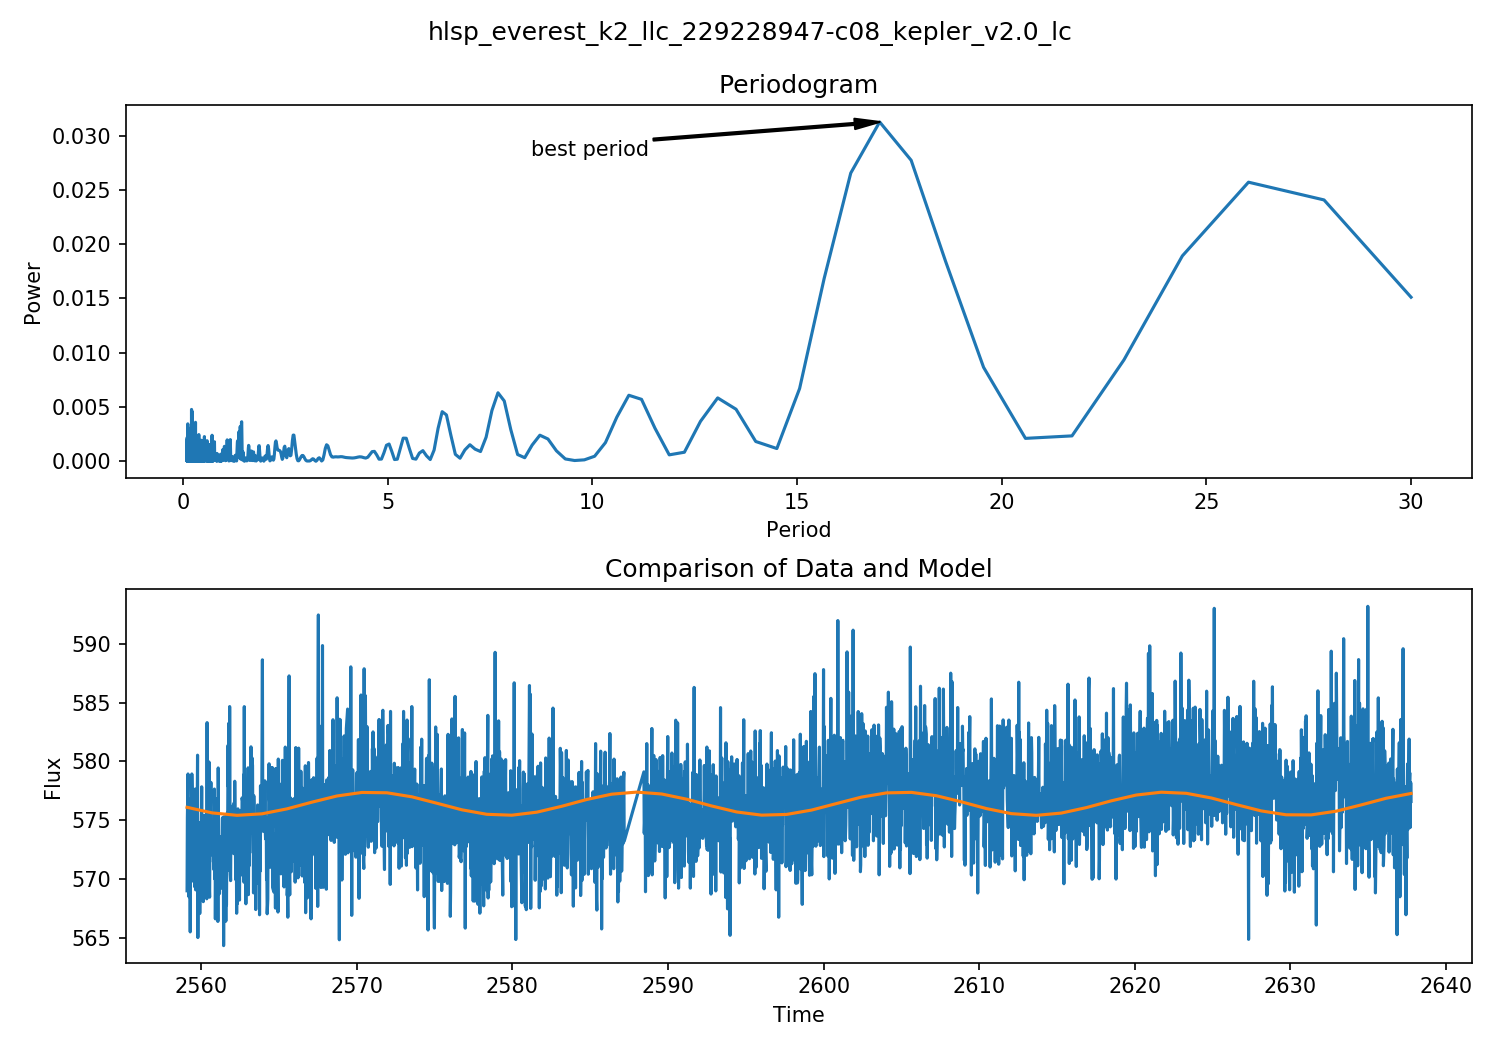 hlsp_everest_k2_llc_229228947-c08_kepler_v2.0_lc
Periodogram
0.030
0.025
0.020
0.015
0.010
0.005
0.000
Power
best period
0 5 10 15 20 25 30
Period
Comparison of Data and Model
590
585
580
575
570
565
Flux
2560 2570 2580 2590 2600 2610 2620 2630 2640
Time